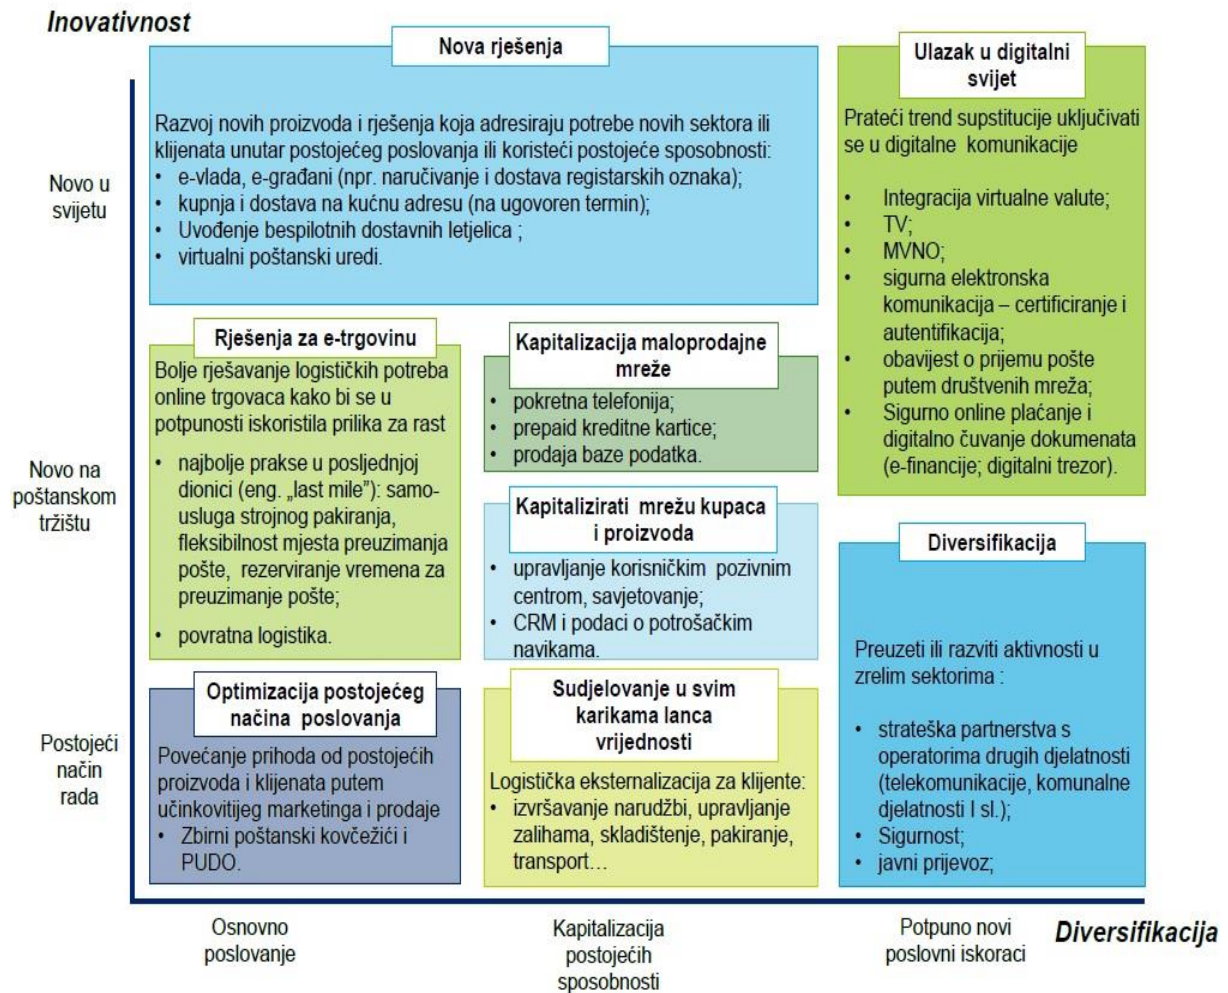 Inovativnost
Nova rješenja
Razvoj novih proizvoda i rješenja koja adresiraju potrebe novih sektora ili
klijenata unutar postojećeg poslovanja ili koristeći postojeće sposobnosti:
• e-vlada, e-građani (npr. naručivanje i dostava registarskih oznaka);
• kupnja i dostava na kućnu adresu (na ugovoren termin);
• Uvođenje bespilotnih dostavnih letjelica ;
• virtualni poštanski uredi.
Ulazak u digitalni
svijet
Prateći trend supstitucije uključivati
se u digitalne komunikacije
• Integracija virtualne valute;
• TV;
• MVNO;
• sigurna elektronska
komunikacija – certificiranje i
autentifikacija;
• obavijest o prijemu pošte
putem društvenih mreža;
• Sigurno online plaćanje i
digitalno čuvanje dokumenata
(e-financije; digitalni trezor).
Novo u
svijetu
Rješenja za e-trgovinu
Bolje rješavanje logističkih potreba
online trgovaca kako bi se u
potpunosti iskoristila prilika za rast
• najbolje prakse u posljednjoj
dionici (eng. „last mile”): samo-
usluga strojnog pakiranja,
fleksibilnost mjesta preuzimanja
pošte, rezerviranje vremena za
preuzimanje pošte;
• povratna logistika.
Kapitalizacija maloprodajne
mreže
• pokretna telefonija;
• prepaid kreditne kartice;
• prodaja baze podatka.
Novo na
poštanskom
tržištu
Kapitalizirati mrežu kupaca
i proizvoda
• upravljanje korisničkim pozivnim
centrom, savjetovanje;
• CRM i podaci o potrošačkim
navikama.
Diversifikacija
Preuzeti ili razviti aktivnosti u
zrelim sektorima :
• strateška partnerstva s
operatorima drugih djelatnosti
(telekomunikacije, komunalne
djelatnosti I sl.);
• Sigurnost;
• javni prijevoz;
Postojeći
način
rada
Optimizacija postojećeg
načina poslovanja
Povećanje prihoda od postojećih
proizvoda i klijenata putem
učinkovitijeg marketinga i prodaje
• Zbirni poštanski kovčežići i
PUDO.
Sudjelovanje u svim
karikama lanca
vrijednosti
Logistička eksternalizacija za klijente:
• izvršavanje narudžbi, upravljanje
zalihama, skladištenje, pakiranje,
transport…
Osnovno
poslovanje
Kapitalizacija
postojećih
sposobnosti
Potpuno novi
poslovni iskoraci
Diversifikacija